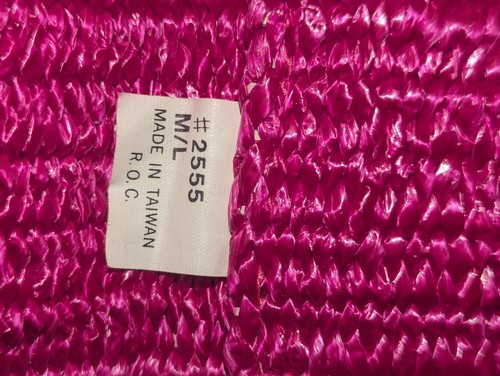 #2555
M/L
MADE IN TAIWAN
R.O.C.